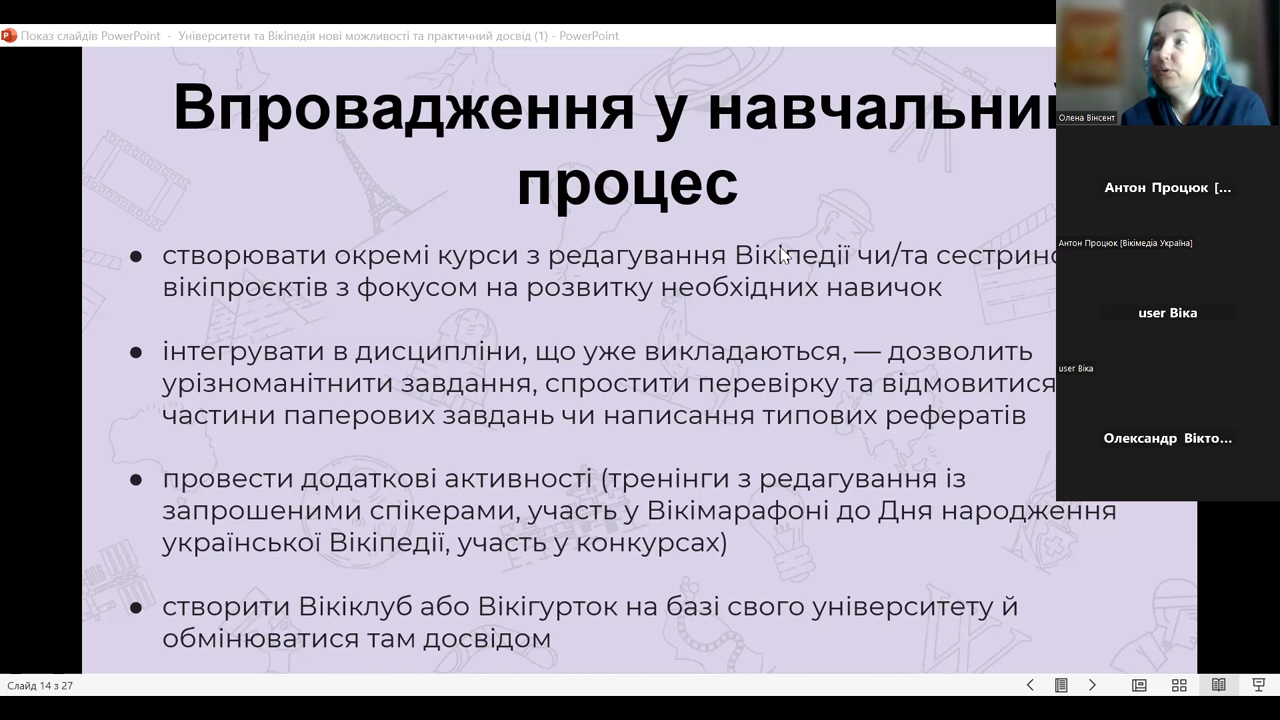 Показ слайдів PowerPoint - Університети та Вікіпедія нові можливості та практичний досвід (1) - PowerPoint
Впровадження у навчальний
процес
● створювати окремі курси з редагування Вікіпедії чи/та
вікіпроєктів з фокусом на розвитку необхідних навичок
● інтегрувати в дисципліни, що уже викладаються, — дозволить
урізноманітнити завдання, спростити перевірку та відмовитися
частини паперових завдань чи написання типових рефератів
● провести додаткові активності (тренінги з редагування із
запрошеними спікерами, участь у Вікімарафоні до Дня народження
української Вікіпедії, участь у конкурсах)
● створити Вікіклуб або Вікігурток на базі свого університету й
обмінюватися там досвідом
Олена Вінсент
Антон Процюк [...
Антон Процюк [Вікімедіа Україна]
user Віка
user Віка
Олександр Вікто...
Слайд 14 з 27